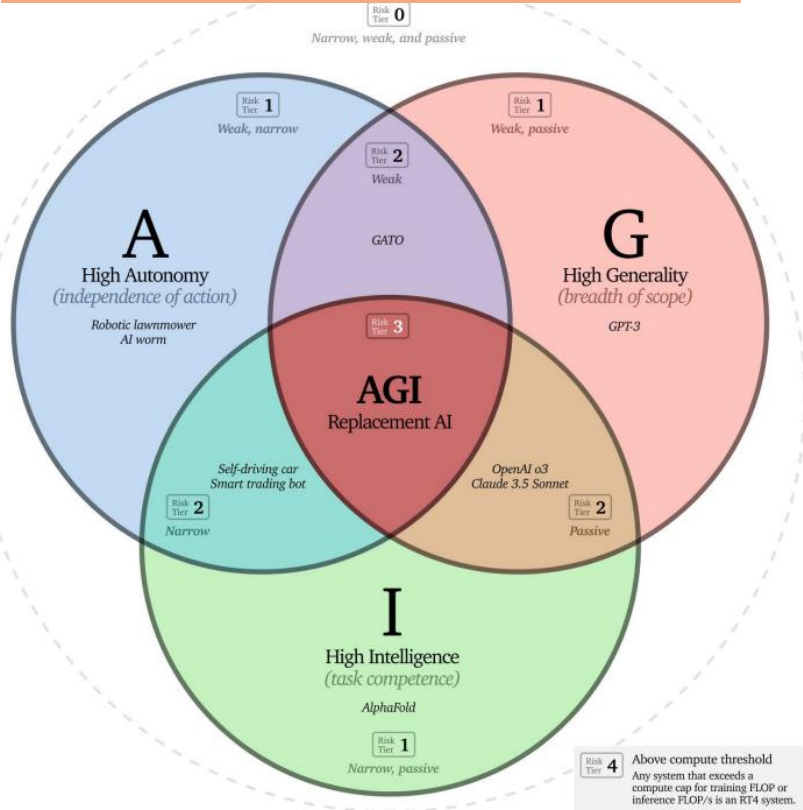 Risk Tier 0
Narrow, weak, and passive
Risk Tier 1
Weak, narrow
Risk Tier 1
Weak, passive
Risk Tier 2
Weak
GATO
A
High Autonomy
(independence of action)
Robotic lawnmower
AI worm
G
High Generality
(breadth of scope)
GPT-3
Risk Tier 3
AGI
Replacement AI
Self-driving car
Smart trading bot
Risk Tier 2
Narrow
OpenAI o3
Claude 3.5 Sonnet
Risk Tier 2
Passive
I
High Intelligence
(task competence)
AlphaFold
Risk Tier 1
Narrow, passive
Risk Tier 4
Above compute threshold
Any system that exceeds a
compute cap for training FLOP or
inference FLOP/s is an RT4 system.